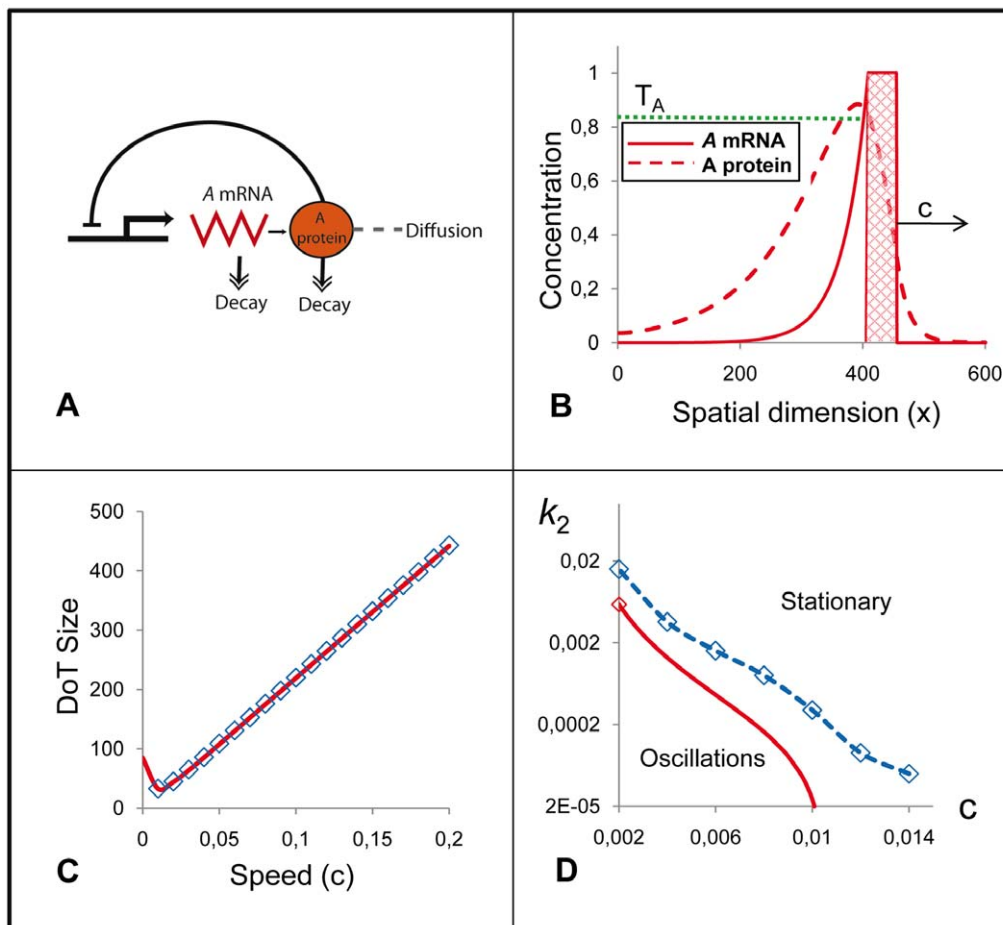 A mRNA
A
protein
Diffusion
Decay
Decay
A
1
0.8
0.6
0.4
0,2
0
T_A
A mRNA
A protein
c
Concentration
0
200
400
600
Spatial dimension (x)
B
500
400
300
200
100
0
DoT Size
0
0,05
0,1
0,15
0,2
Speed (c)
C
k2
0,02
0,002
0,0002
2E-05
Stationary
Oscillations
0,002
0,006
0,01
0,014
c
D